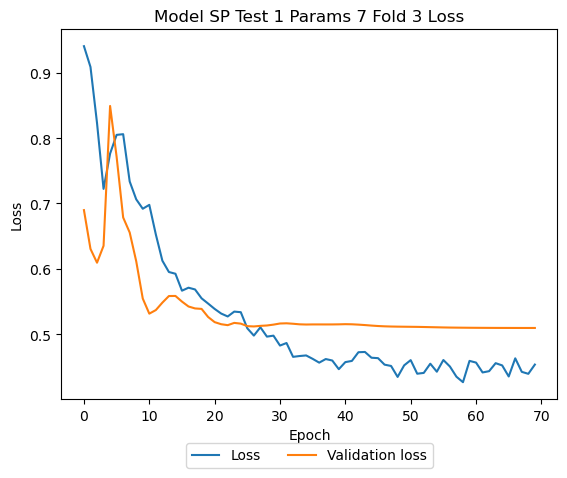 Model SP Test 1 Params 7 Fold 3 Loss
Loss
0.9
0.8
0.7
0.6
0.5
0 10 20 30 40 50 60 70
Epoch
Loss Validation loss